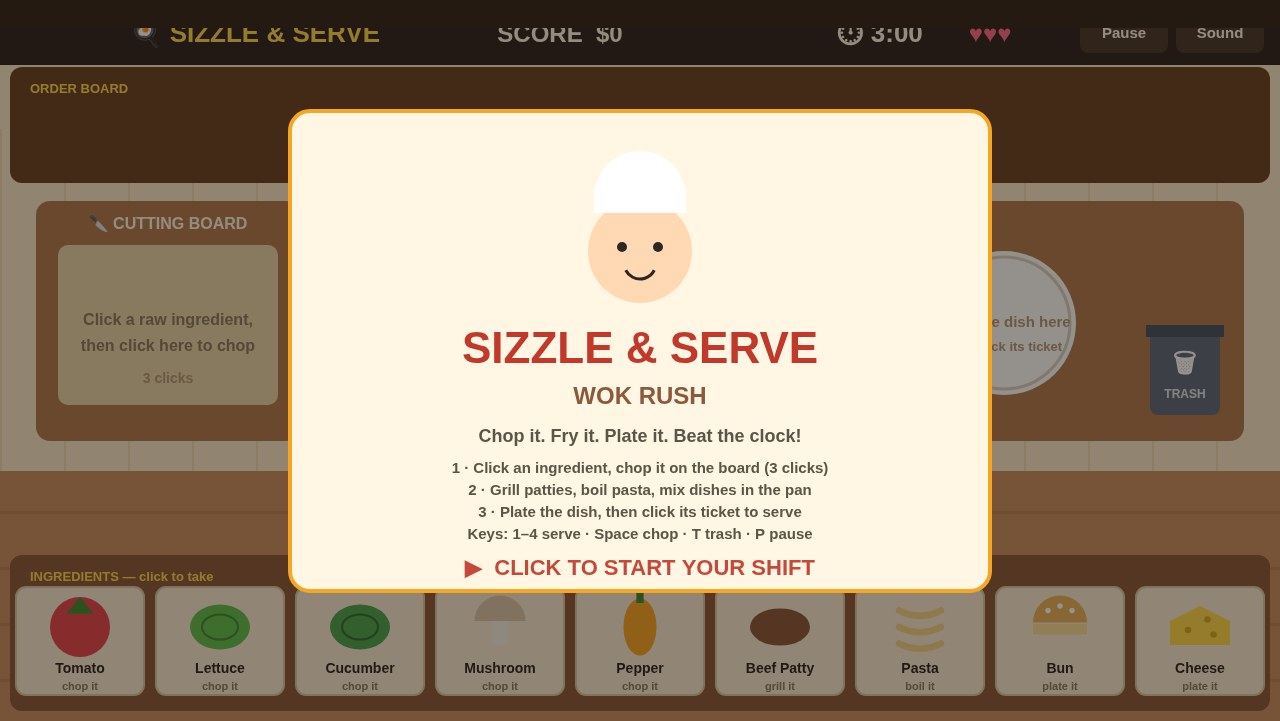 SIZZLE & SERVE
SCORE $0
3:00
Pause
Sound
ORDER BOARD
CUTTING BOARD
Click a raw ingredient,
then click here to chop
3 clicks
SIZZLE & SERVE
WOK RUSH
Chop it. Fry it. Plate it. Beat the clock!
1 · Click an ingredient, chop it on the board (3 clicks)
2 · Grill patties, boil pasta, mix dishes in the pan
3 · Plate the dish, then click its ticket to serve
Keys: 1–4 serve · Space chop · T trash · P pause
▶ CLICK TO START YOUR SHIFT
dish here
its ticket
TRASH
INGREDIENTS — click to take
Tomato
chop it
Lettuce
chop it
Cucumber
chop it
Mushroom
chop it
Pepper
chop it
Beef Patty
grill it
Pasta
boil it
Bun
plate it
Cheese
plate it